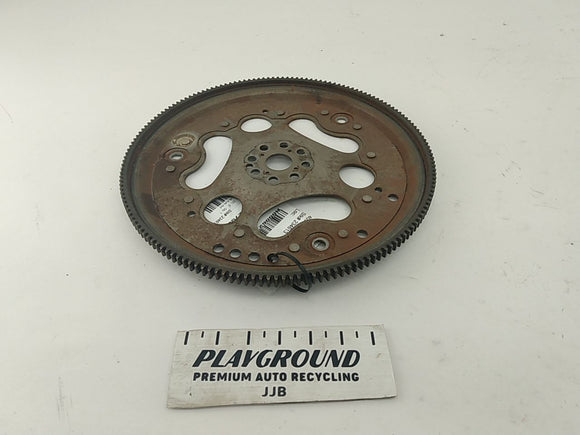 PLAYGROUND
PREMIUM AUTO RECYCLING
JJB